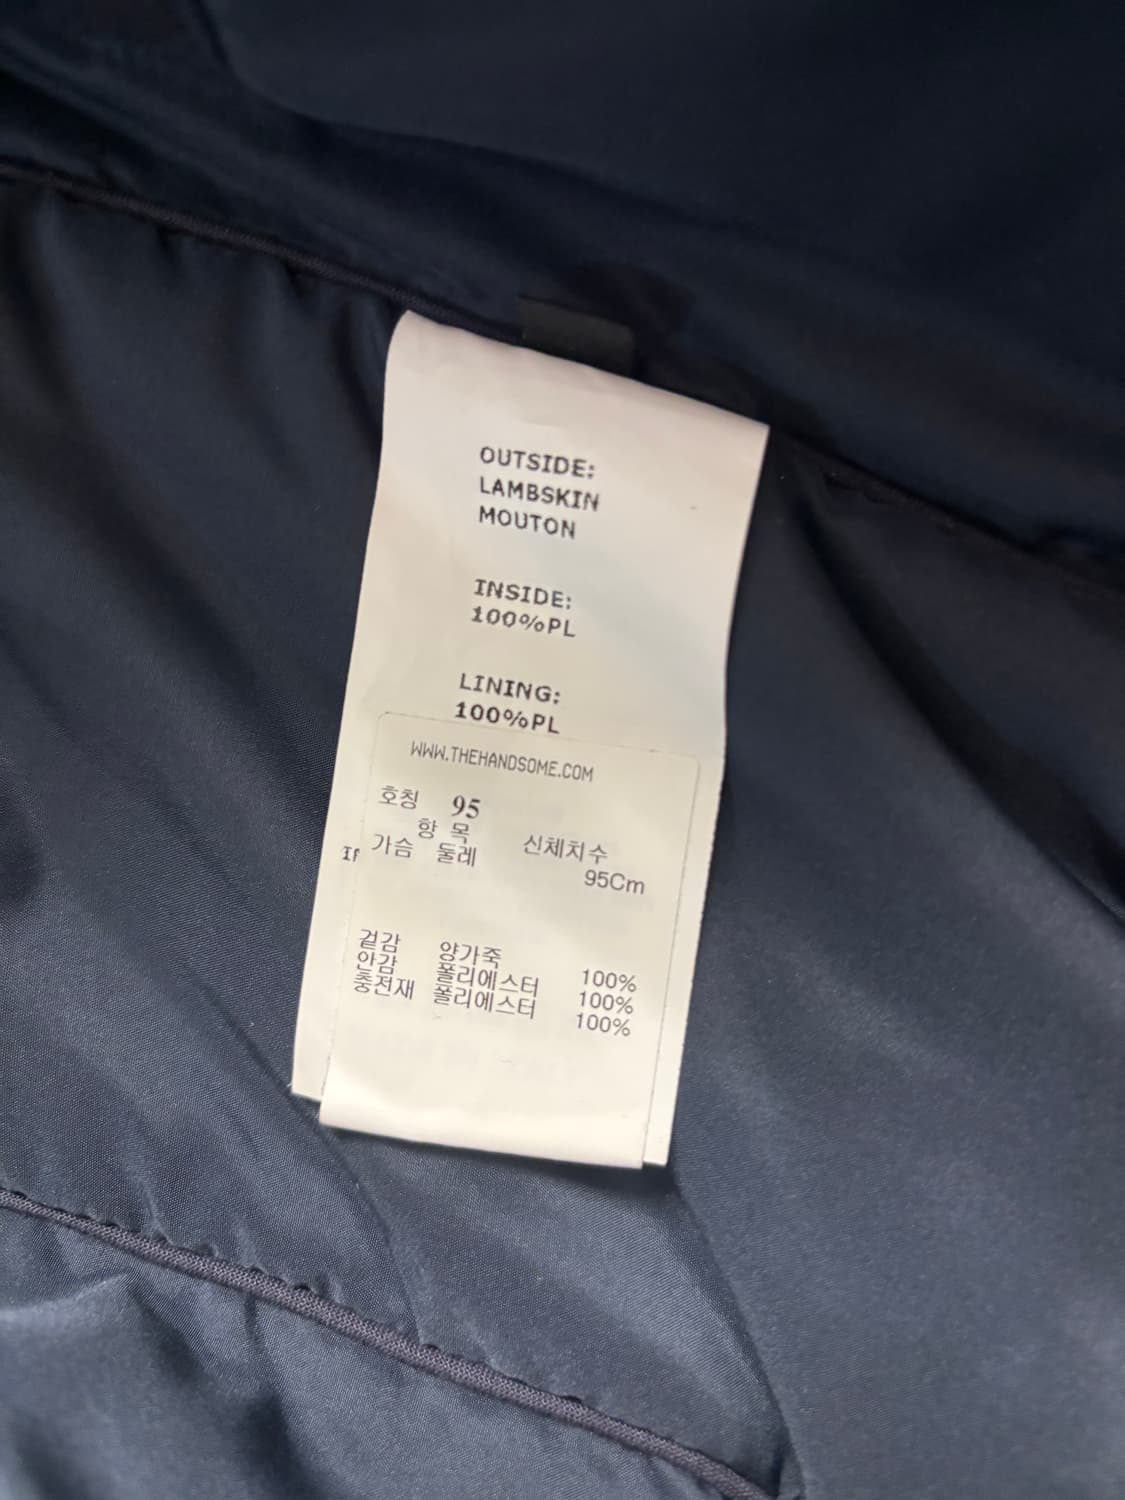 OUTSIDE:
LAMBSKIN
MOUTON
INSIDE:
100%PL
LINING:
100%PL
WWW.THEHANDSOME.COM
호칭 95
항 목 신체치수
가슴 둘레 95Cm
겉감 양가죽 100%
안감 폴리에스터 100%
충전재 폴리에스터 100%